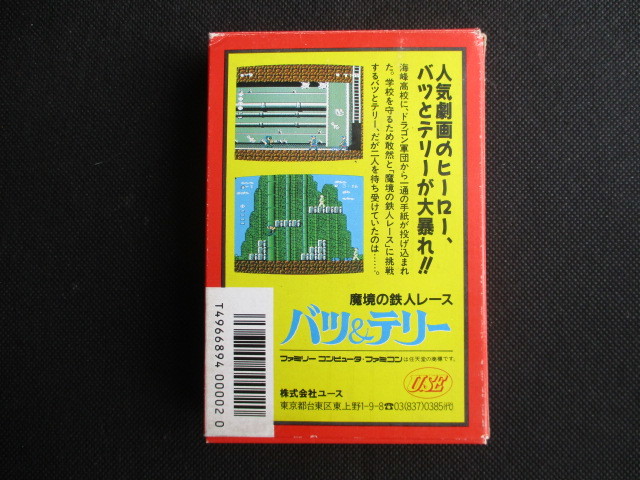 人気劇画のヒーロー、
バツとテリーが大暴れ!!
海峰高校に、ドラゴン軍団から一通の手紙が投げ込まれ
た。学校を守るため敢然と「魔境の鉄人レース」に挑戦
するバツとテリー、だが二人を待ち受けていたのは……。
魔境の鉄人レース
バツ&テリー
ファミリーコンピュータ・ファミコンは任天堂の商標です。
USE
株式会社ユース
東京都台東区東上野1-9-8☎03(837)0385(代)
T4966894 00002 0